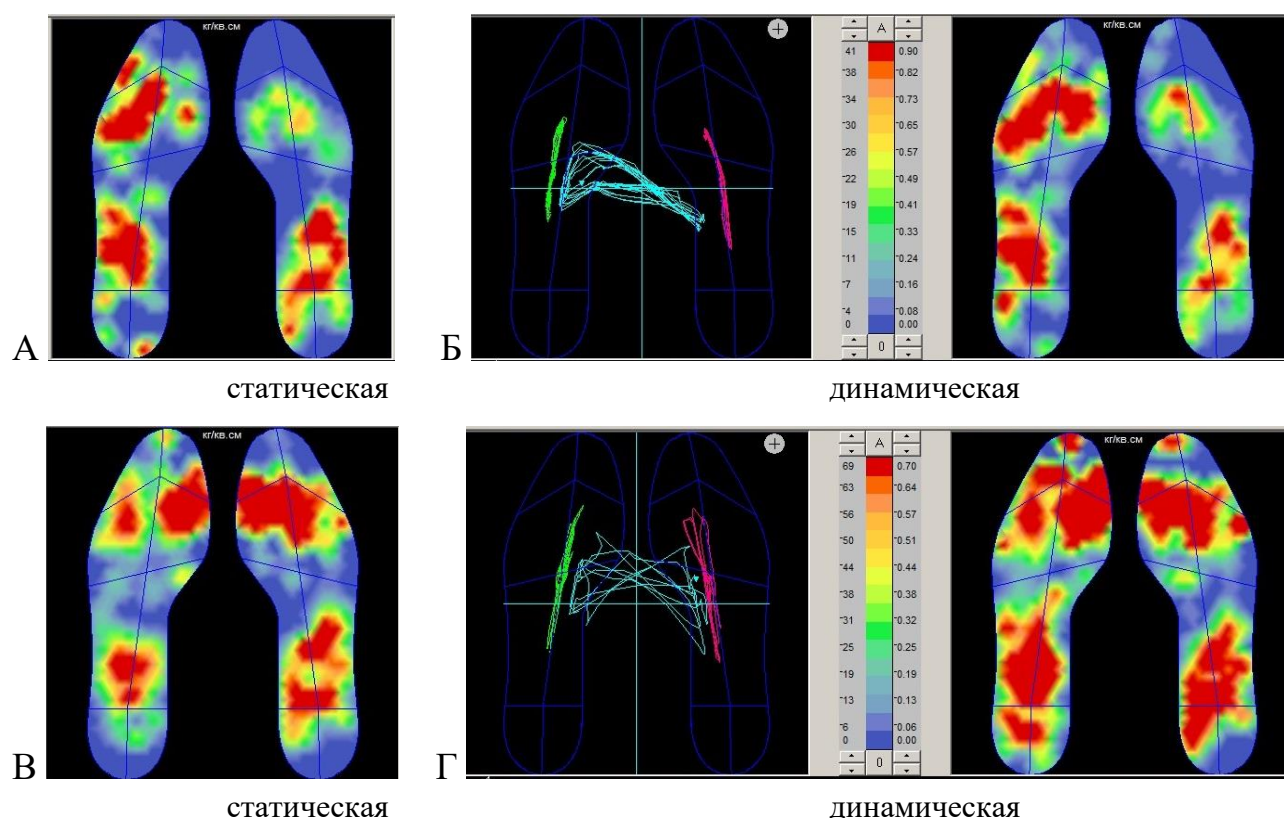 кг/кв.см
А
A
41 0.90
38 0.82
34 0.73
30 0.65
26 0.57
22 0.49
19 0.41
15 0.33
11 0.24
7 0.16
4 0.08
0 0.00
0
кг/кв.см
Б
статическая
динамическая
кг/кв.см
В
A
69 0.70
63 0.64
56 0.57
50 0.51
44 0.44
38 0.38
31 0.32
25 0.25
19 0.19
13 0.13
6 0.06
0 0.00
0
кг/кв.см
Г
статическая
динамическая